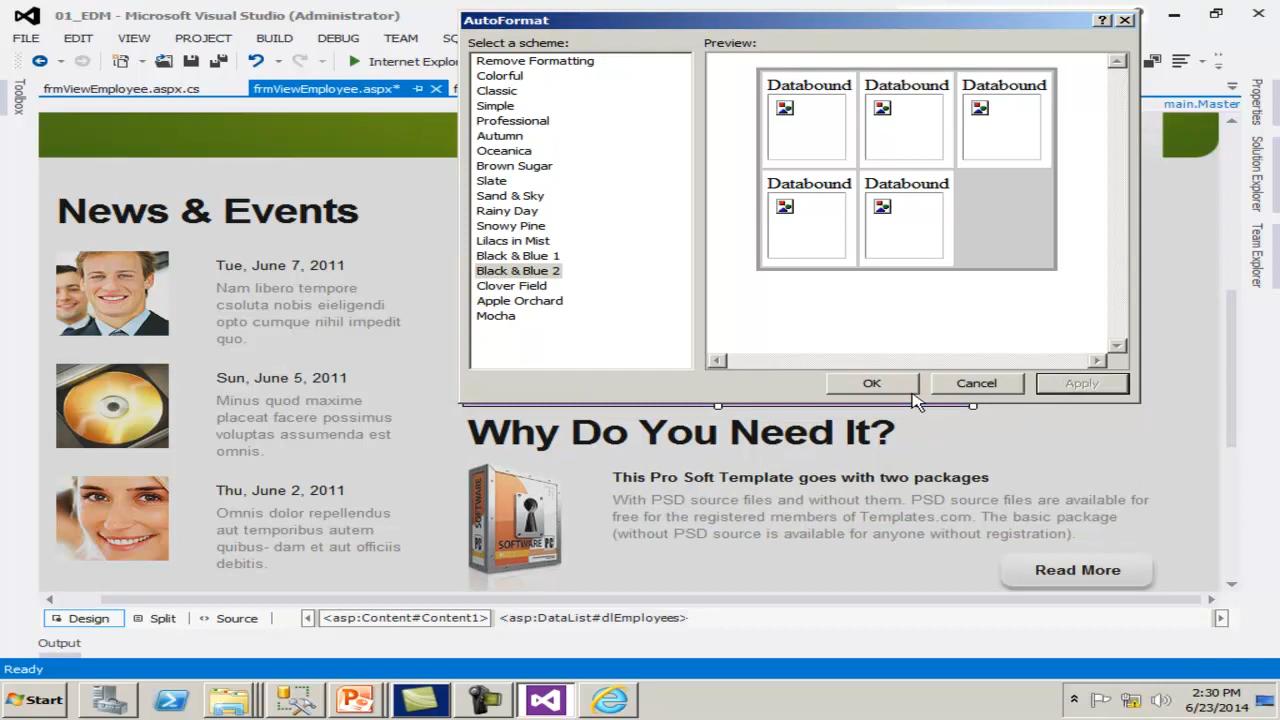 01_EDM - Microsoft Visual Studio (Administrator)
FILE EDIT VIEW PROJECT BUILD DEBUG TEAM
Internet Explo
frmViewEmployee.aspx.cs frmViewEmployee.aspx*
main.Master
Toolbox
Properties
Solution Explorer
Team Explorer
AutoFormat
Select a scheme:
Remove Formatting
Colorful
Classic
Simple
Professional
Autumn
Oceanica
Brown Sugar
Slate
Sand & Sky
Rainy Day
Snowy Pine
Lilacs in Mist
Black & Blue 1
Black & Blue 2
Clover Field
Apple Orchard
Mocha
Preview:
Databound Databound Databound
Databound Databound
OK Cancel Apply
News & Events
Tue, June 7, 2011
Nam libero tempore
csoluta nobis eieligendi
opto cumque nihil impedit
quo.
Sun, June 5, 2011
Minus quod maxime
placeat facere possimus
voluptas assumenda est
omnis.
Thu, June 2, 2011
Omnis dolor repellendus
aut temporibus autem
quibus- dam et aut officiis
debitis.
Why Do You Need It?
This Pro Soft Template goes with two packages
With PSD source files and without them. PSD source files are available for
free for the registered members of Templates.com. The basic package
(without PSD source is available for anyone without registration).
Read More
SOFTWARE
SOFTWARE PC
Design Split Source <asp:Content#Content1> <asp:DataList#dlEmployees>
Output
Ready
Start
2:30 PM
6/23/2014